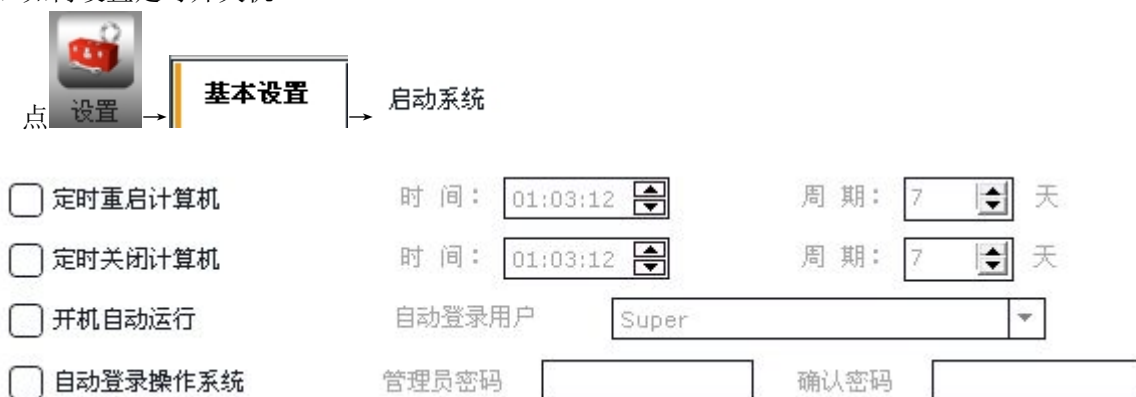 点 设置 → 基本设置 → 启动系统
定时重启计算机 时 间： 01:03:12 周 期： 7 天
定时关闭计算机 时 间： 01:03:12 周 期： 7 天
开机自动运行 自动登录用户 Super
自动登录操作系统 管理员密码 确认密码